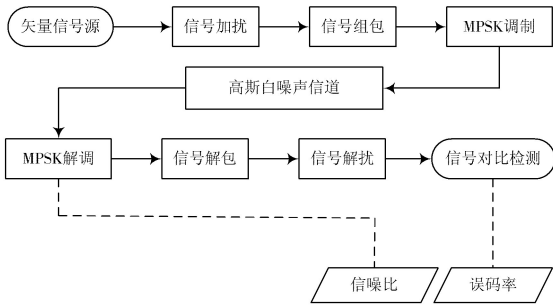 矢量信号源
信号加扰
信号组包
MPSK调制
高斯白噪声信道
MPSK解调
信号解包
信号解扰
信号对比检测
信噪比
误码率